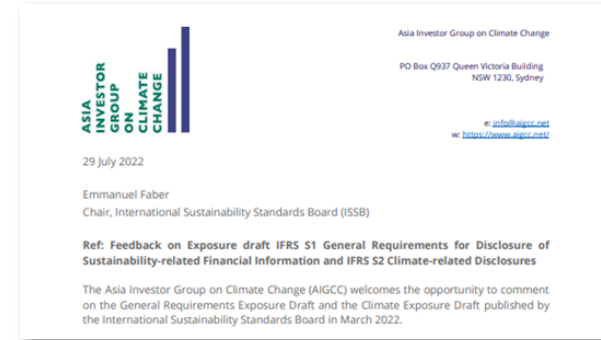 ASIA
INVESTOR
GROUP
ON
CLIMATE
CHANGE
Asia Investor Group on Climate Change
PO Box Q937 Queen Victoria Building
NSW 1230, Sydney
e: info@aigcc.net
w: https://www.aigcc.net/
29 July 2022
Emmanuel Faber
Chair, International Sustainability Standards Board (ISSB)
Ref: Feedback on Exposure draft IFRS S1 General Requirements for Disclosure of
Sustainability-related Financial Information and IFRS S2 Climate-related Disclosures
The Asia Investor Group on Climate Change (AIGCC) welcomes the opportunity to comment
on the General Requirements Exposure Draft and the Climate Exposure Draft published by
the International Sustainability Standards Board in March 2022.